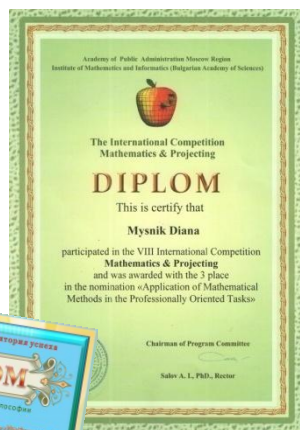 Academy of Public Administration Moscow Region
Institute of Mathematics and Informatics (Bulgarian Academy of Sciences)
The International Competition
Mathematics & Projecting
DIPLOM
This is certify that
Mysnik Diana
participated in the VIII International Competition
Mathematics & Projecting
and was awarded with the 3 place
in the nomination «Application of Mathematical
Methods in the Professionally Oriented Tasks»
Chairman of Program Committee
Salov A. I., PhD., Rector
тория успеха
ОМ